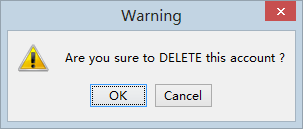 Warning
Are you sure to DELETE this account ?
OK
Cancel